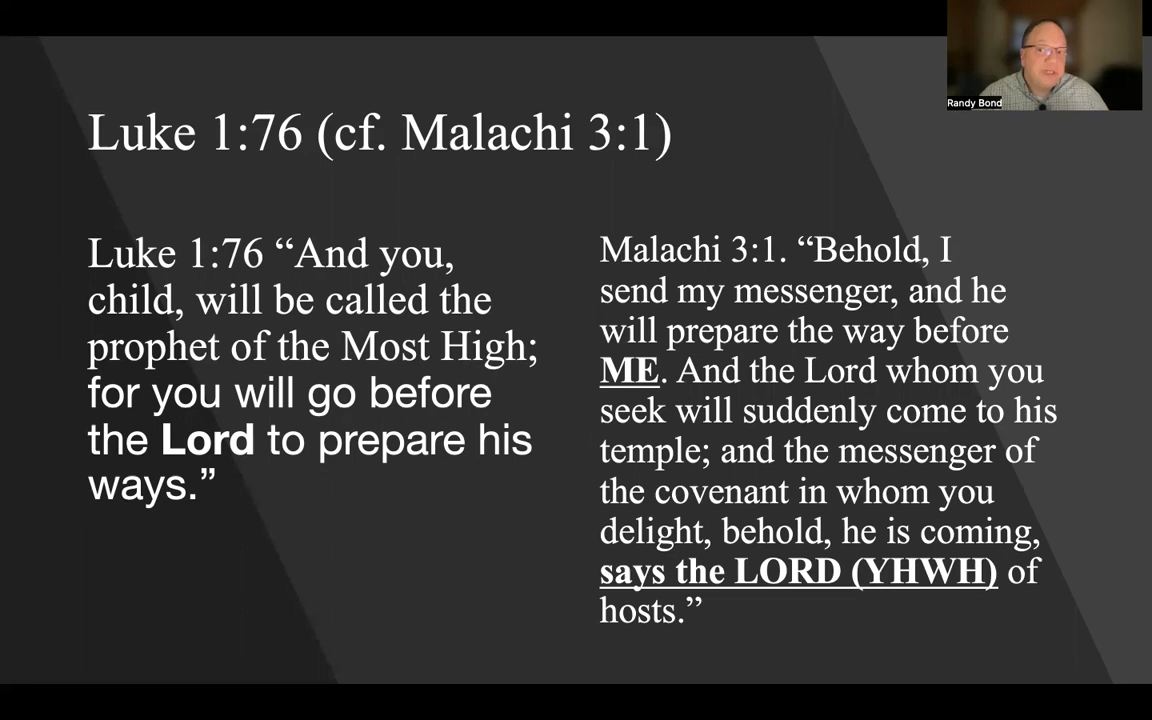 Randy Bond
Luke 1:76 (cf. Malachi 3:1)
Luke 1:76 “And you,
child, will be called the
prophet of the Most High;
for you will go before
the Lord to prepare his
ways.”
Malachi 3:1. “Behold, I
send my messenger, and he
will prepare the way before
ME. And the Lord whom you
seek will suddenly come to his
temple; and the messenger of
the covenant in whom you
delight, behold, he is coming,
says the LORD (YHWH) of
hosts.”